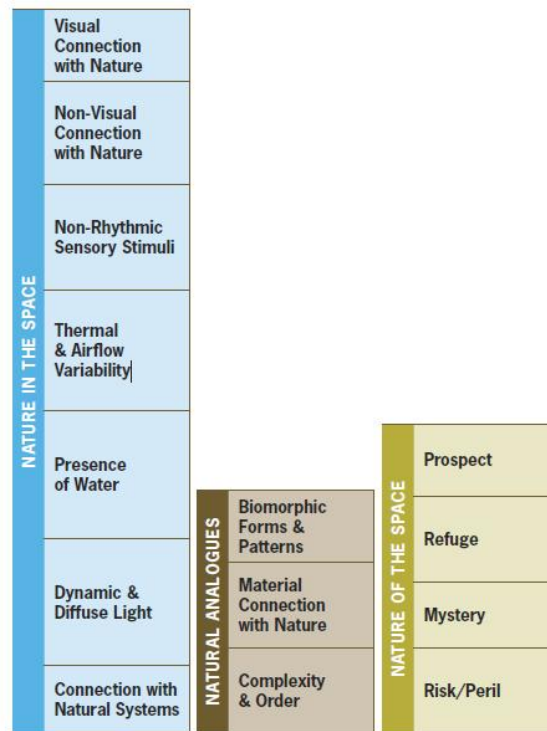 NATURE IN THE SPACE
Visual
Connection
with Nature
Non-Visual
Connection
with Nature
Non-Rhythmic
Sensory Stimuli
Thermal
& Airflow
Variability
Presence
of Water
Dynamic &
Diffuse Light
Connection with
Natural Systems
NATURAL ANALOGUES
Biomorphic
Forms &
Patterns
Material
Connection
with Nature
Complexity
& Order
NATURE OF THE SPACE
Prospect
Refuge
Mystery
Risk/Peril